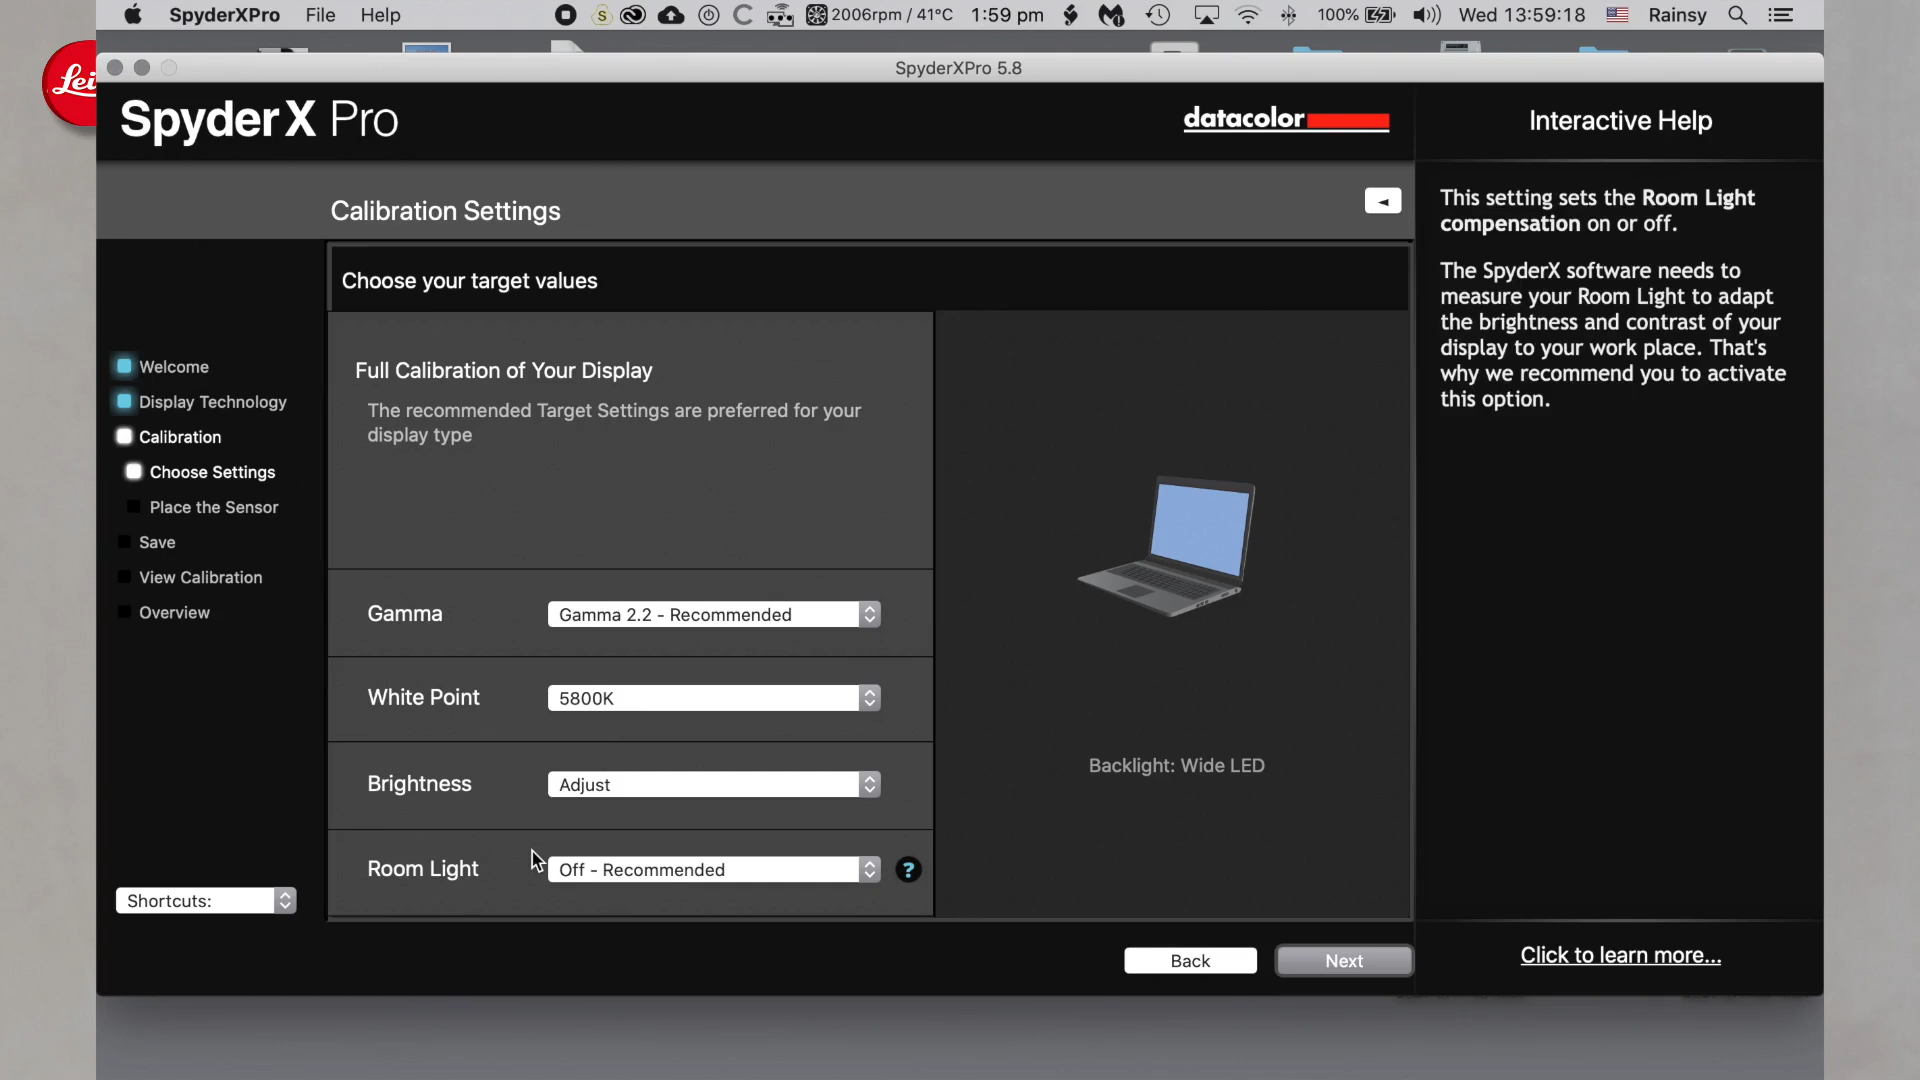 SpyderXPro File Help 2006rpm / 41°C 1:59 pm 100% Wed 13:59:18 Rainsy
SpyderXPro 5.8
Lei
SpyderX Pro
datacolor
Interactive Help
Calibration Settings
Choose your target values
Welcome
Display Technology
Calibration
Choose Settings
Place the Sensor
Save
View Calibration
Overview
Shortcuts:
Full Calibration of Your Display
The recommended Target Settings are preferred for your
display type
Gamma
Gamma 2.2 - Recommended
White Point
5800K
Brightness
Adjust
Room Light
Off - Recommended
?
Backlight: Wide LED
Back
Next
This setting sets the Room Light
compensation on or off.
The SpyderX software needs to
measure your Room Light to adapt
the brightness and contrast of your
display to your work place. That's
why we recommend you to activate
this option.
Click to learn more...